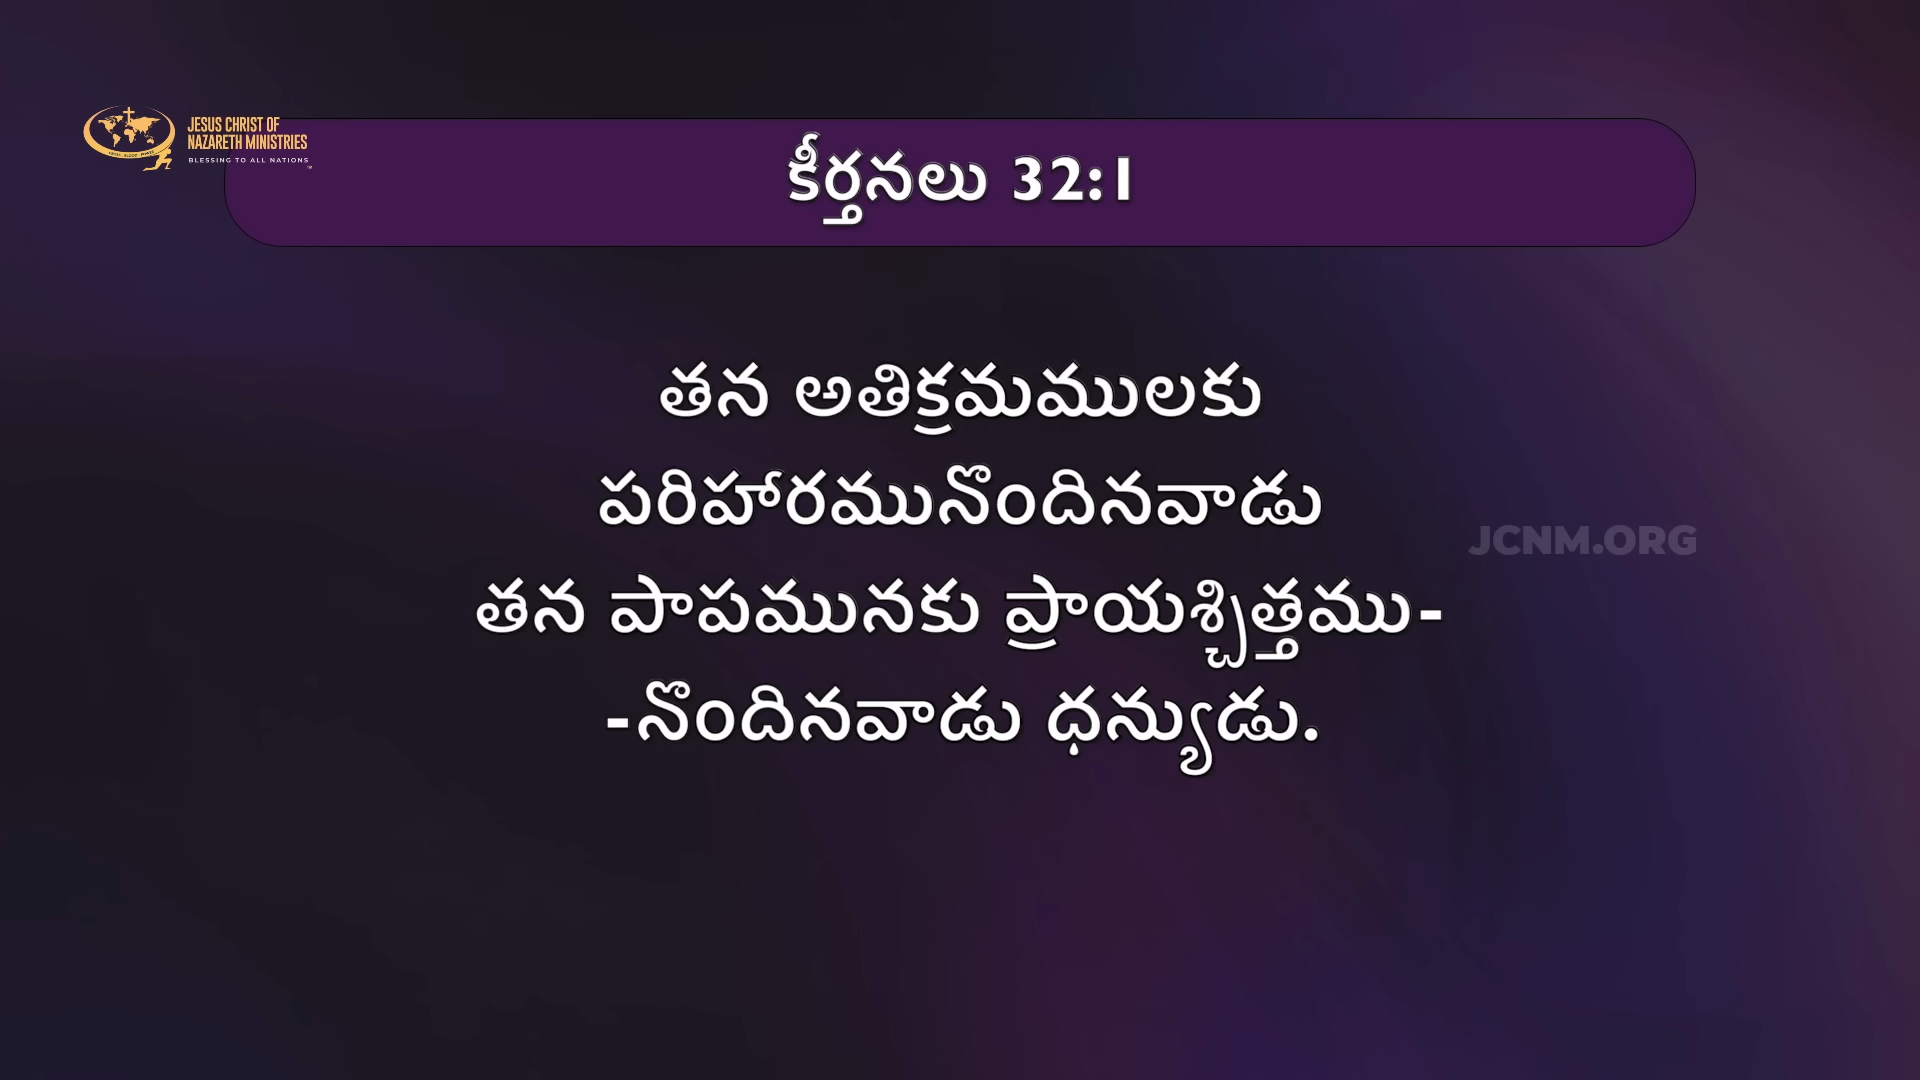 JESUS CHRIST OF
NAZARETH MINISTRIES
BLESSING TO ALL NATIONS
కీర్తనలు 32:1
తన అతిక్రమములకు
పరిహారమునొందినవాడు
JCNM.ORG
తన పాపమునకు ప్రాయశ్చిత్తము-
-నొందినవాడు ధన్యుడు.